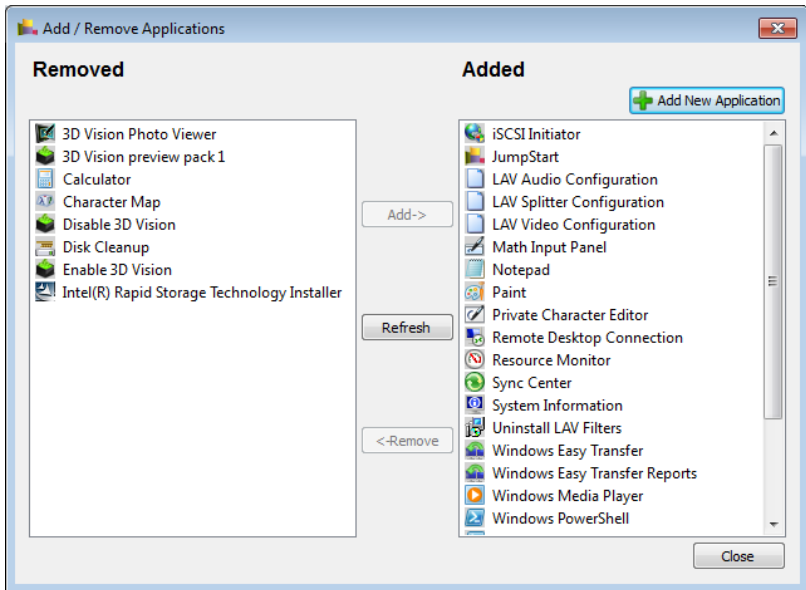 Add / Remove Applications
Removed
Added
Add New Application
3D Vision Photo Viewer
3D Vision preview pack 1
Calculator
Character Map
Disable 3D Vision
Disk Cleanup
Enable 3D Vision
Intel(R) Rapid Storage Technology Installer
Add->
Refresh
<-Remove
iSCSI Initiator
JumpStart
LAV Audio Configuration
LAV Splitter Configuration
LAV Video Configuration
Math Input Panel
Notepad
Paint
Private Character Editor
Remote Desktop Connection
Resource Monitor
Sync Center
System Information
Uninstall LAV Filters
Windows Easy Transfer
Windows Easy Transfer Reports
Windows Media Player
Windows PowerShell
Close